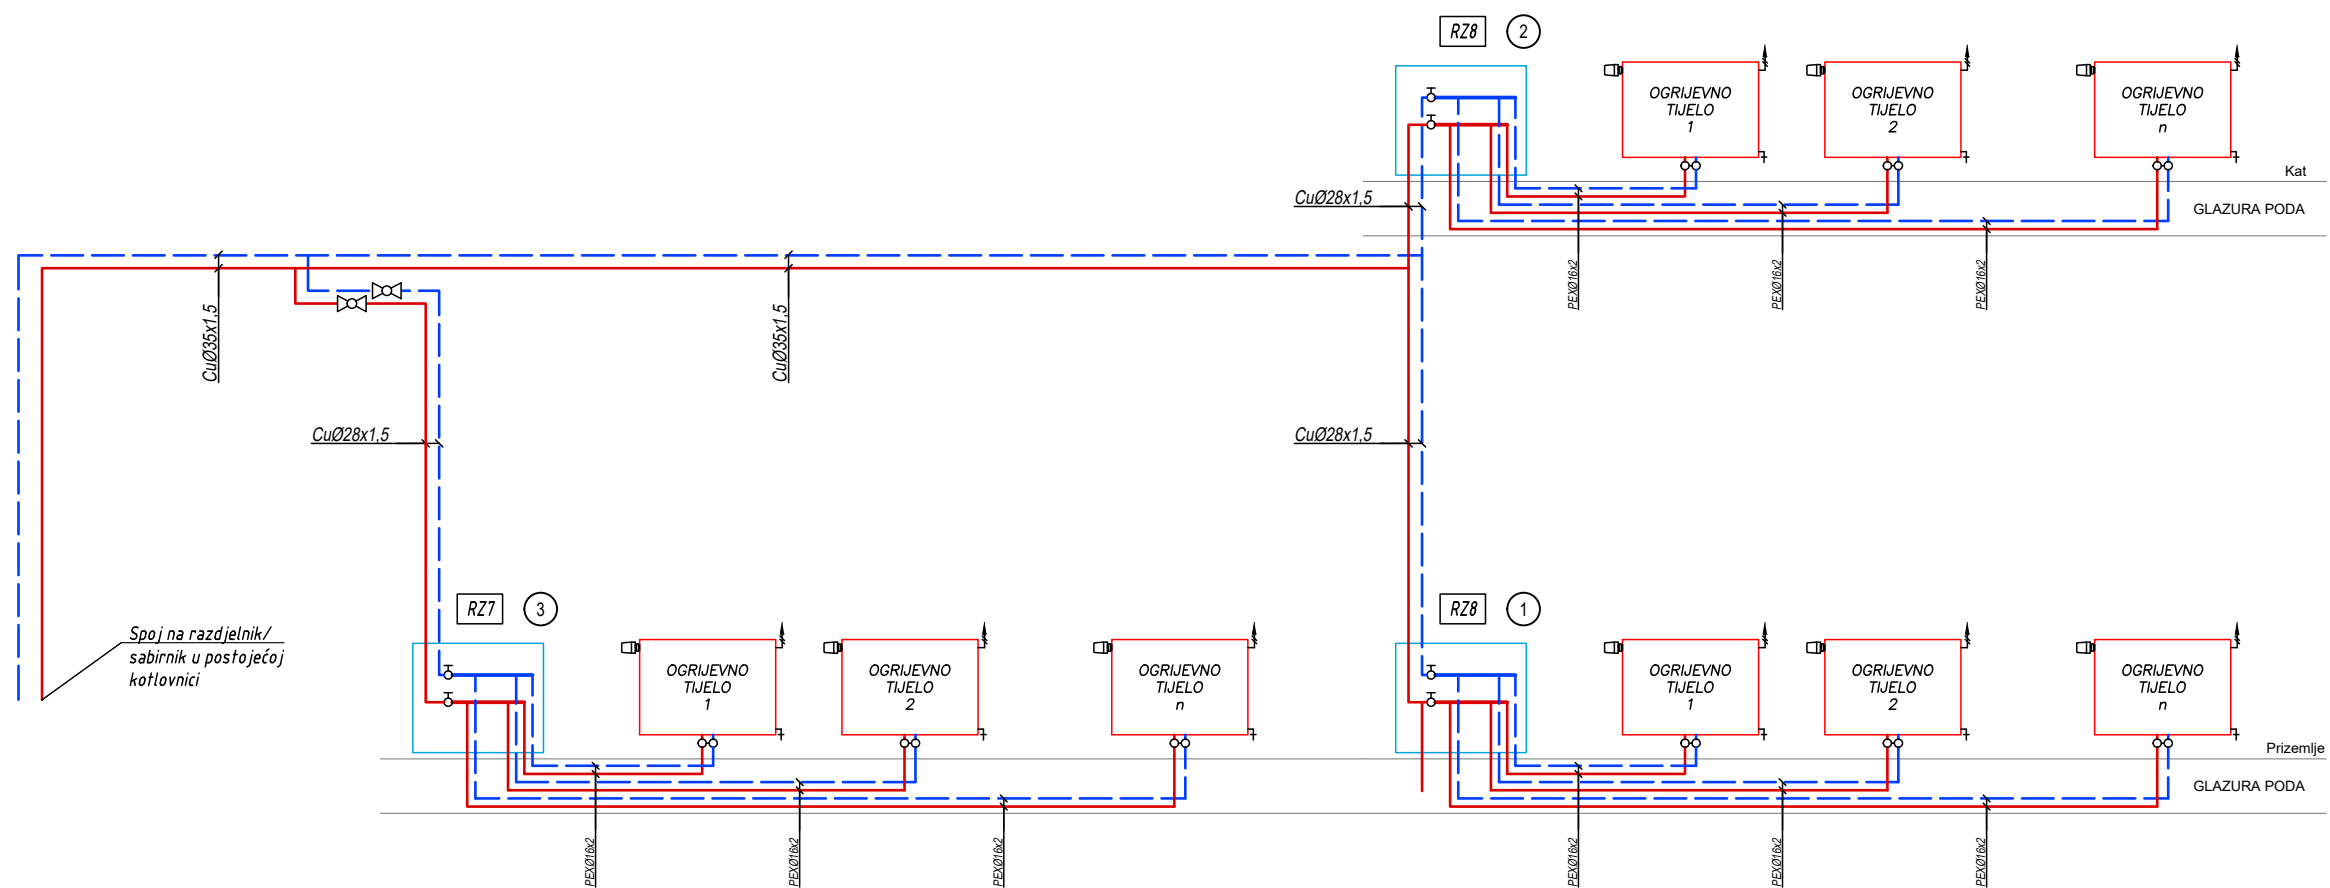 RZ8
2
OGRIJEVNO
TIJELO
1
OGRIJEVNO
TIJELO
2
OGRIJEVNO
TIJELO
n
Kat
GLAZURA PODA
CuØ28x1,5
PEXØ16x2
PEXØ16x2
PEXØ16x2
CuØ35x1,5
CuØ35x1,5
CuØ28x1,5
CuØ28x1,5
Spoj na razdjelnik/
sabirnik u postojećoj
kotlovnici
RZ7
3
OGRIJEVNO
TIJELO
1
OGRIJEVNO
TIJELO
2
OGRIJEVNO
TIJELO
n
RZ8
1
OGRIJEVNO
TIJELO
1
OGRIJEVNO
TIJELO
2
OGRIJEVNO
TIJELO
n
Prizemlje
GLAZURA PODA
PEXØ16x2
PEXØ16x2
PEXØ16x2
PEXØ16x2
PEXØ16x2
PEXØ16x2